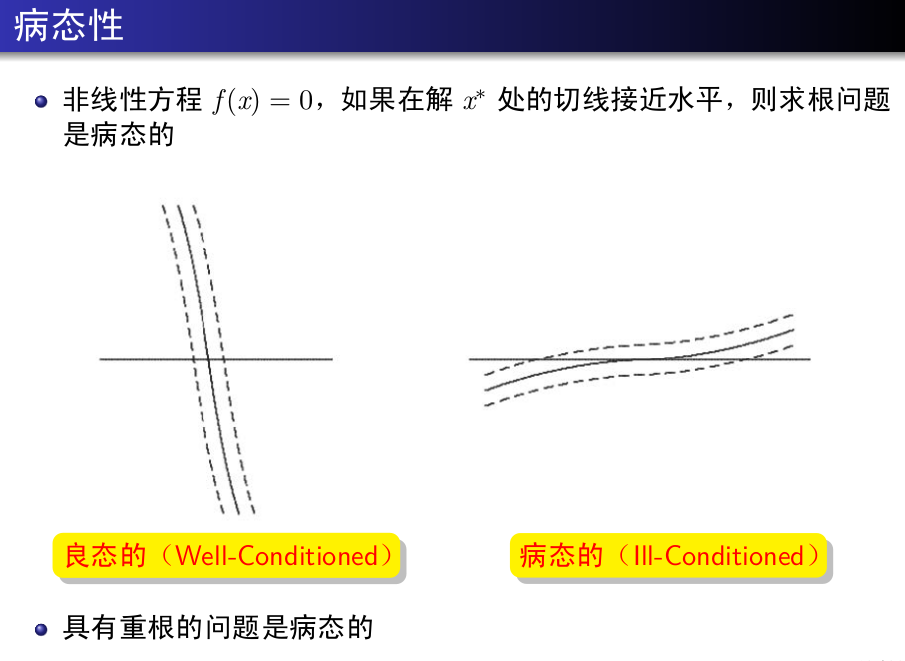 病态性
非线性方程 f(x) = 0，如果在解 x* 处的切线接近水平，则求根问题
是病态的
良态的（Well-Conditioned）
病态的（Ill-Conditioned）
具有重根的问题是病态的